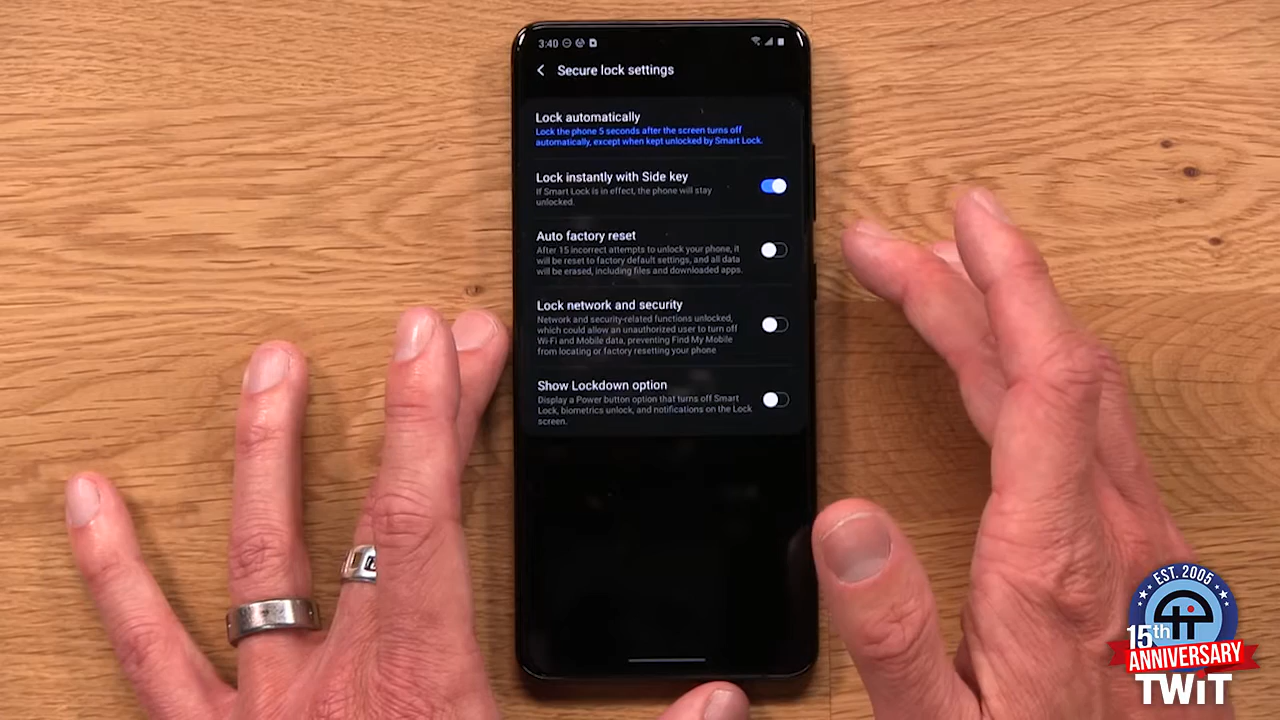 3:40
Secure lock settings
Lock automatically
Lock the phone 5 seconds after the screen turns off
automatically, except when kept unlocked by Smart Lock.
Lock instantly with Side key
If Smart Lock is in effect, the phone will stay
unlocked.
Auto factory reset
After 15 incorrect attempts to unlock your phone, it
will be reset to factory default settings, and all data
will be erased, including files and downloaded apps.
Lock network and security
Network and security-related functions unlocked,
which could allow an unauthorized user to turn off
Wi-Fi and Mobile data, preventing Find My Mobile
from locating or factory resetting your phone
Show Lockdown option
Display a Power button option that turns off Smart
Lock, biometrics unlock, and notifications on the Lock
screen.
EST. 2005
15th
ANNIVERSARY
TWiT